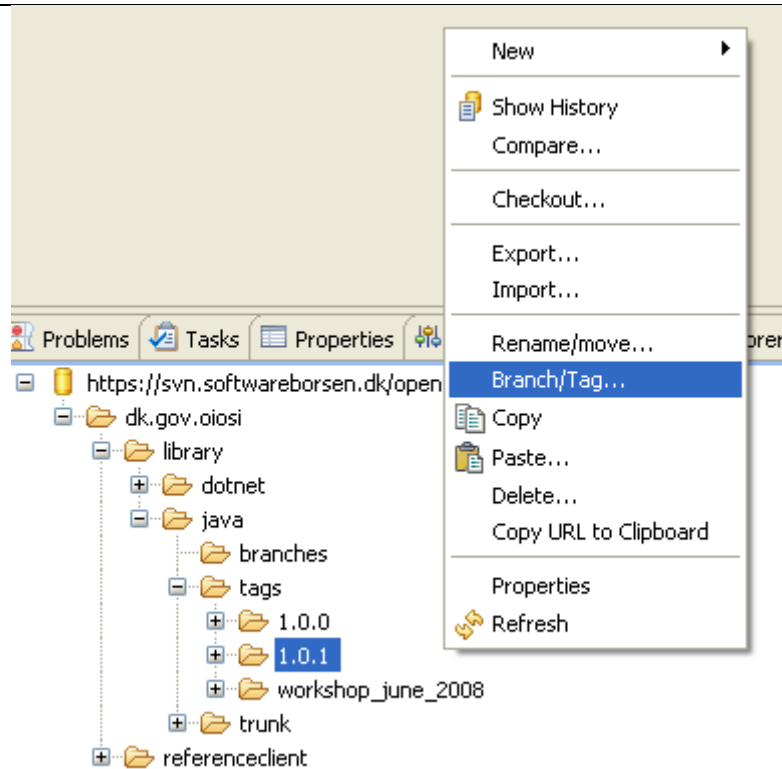 New
Show History
Compare...
Checkout...
Export...
Import...
Rename/move...
Branch/Tag...
Copy
Paste...
Delete...
Copy URL to Clipboard
Properties
Refresh
Problems Tasks Properties
https://svn.softwareborsen.dk/open
dk.gov.oiosi
library
dotnet
java
branches
tags
1.0.0
1.0.1
workshop_june_2008
trunk
referenceclient